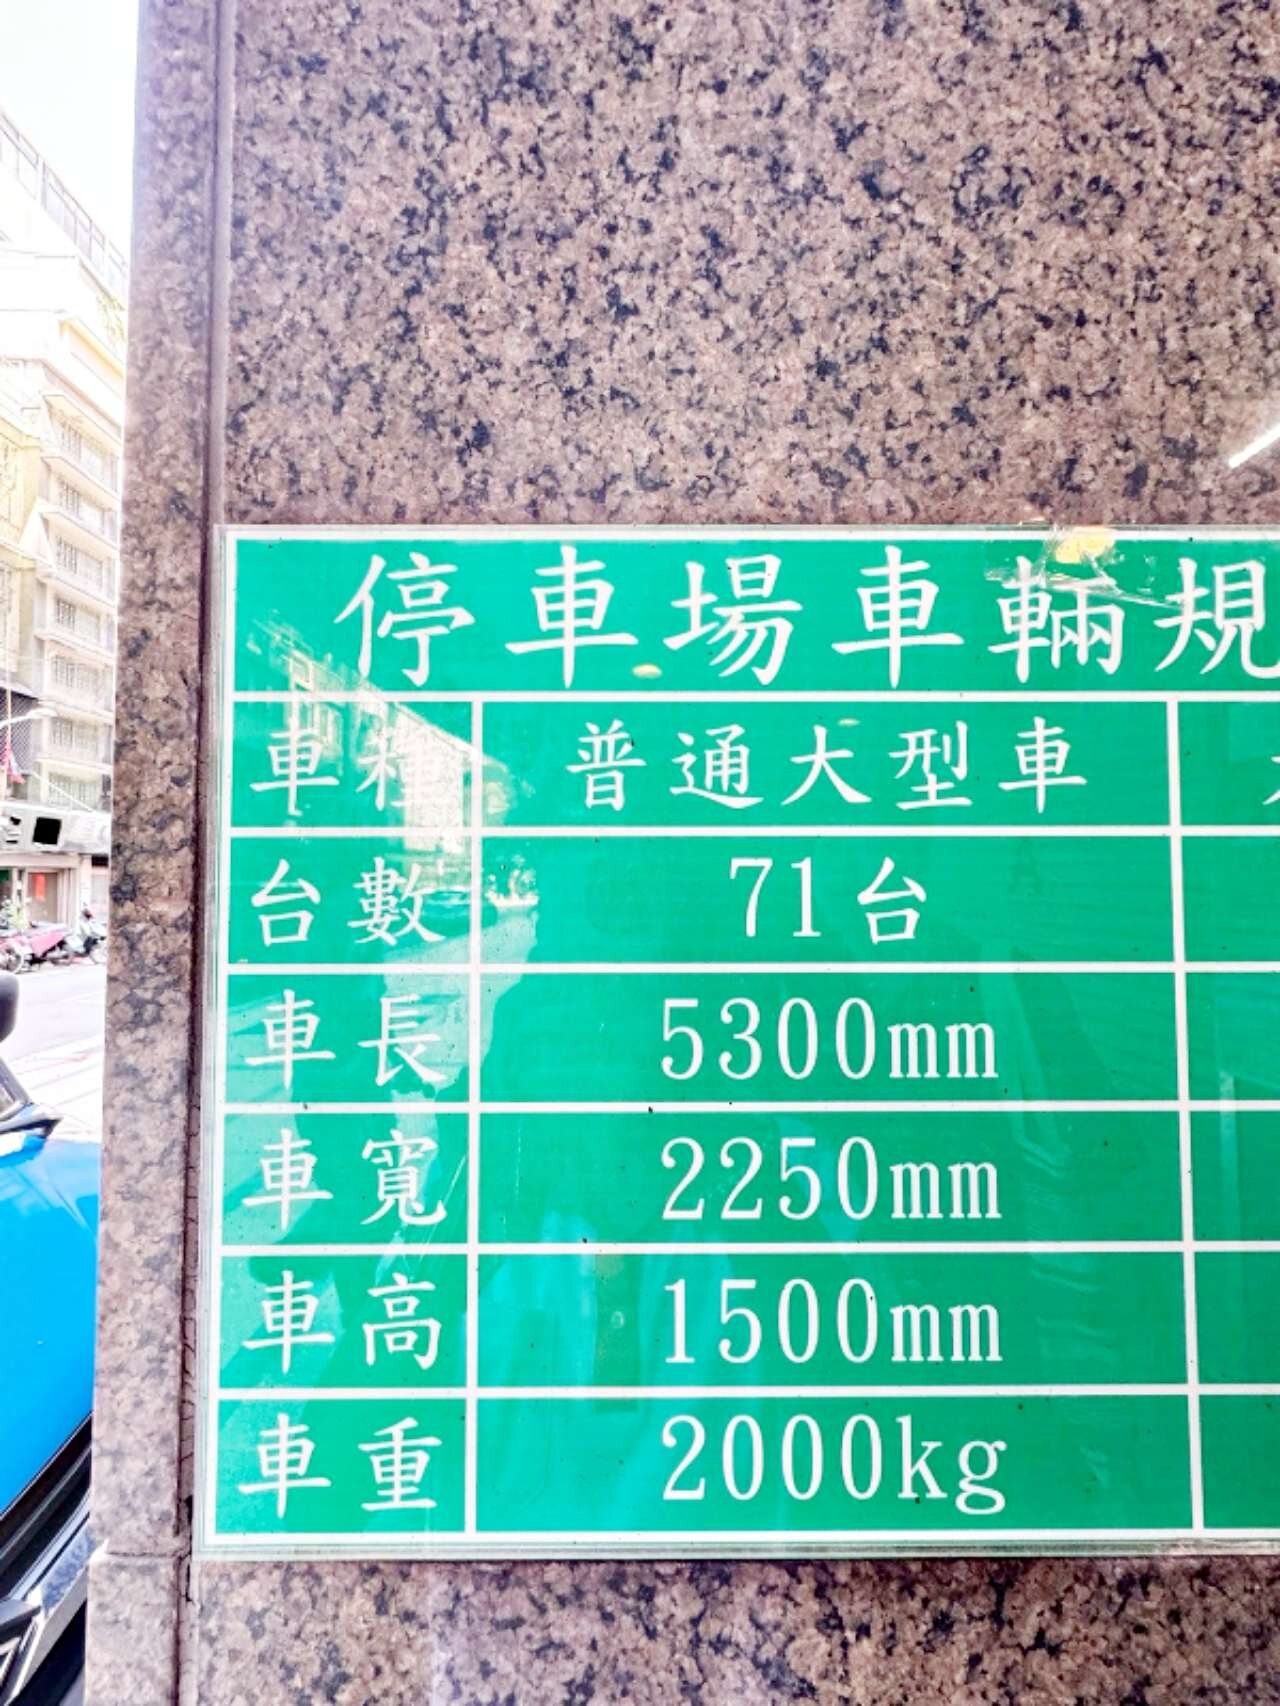 停車場車輛規
車種 普通大型車
台數 71台
車長 5300mm
車寬 2250mm
車高 1500mm
車重 2000kg